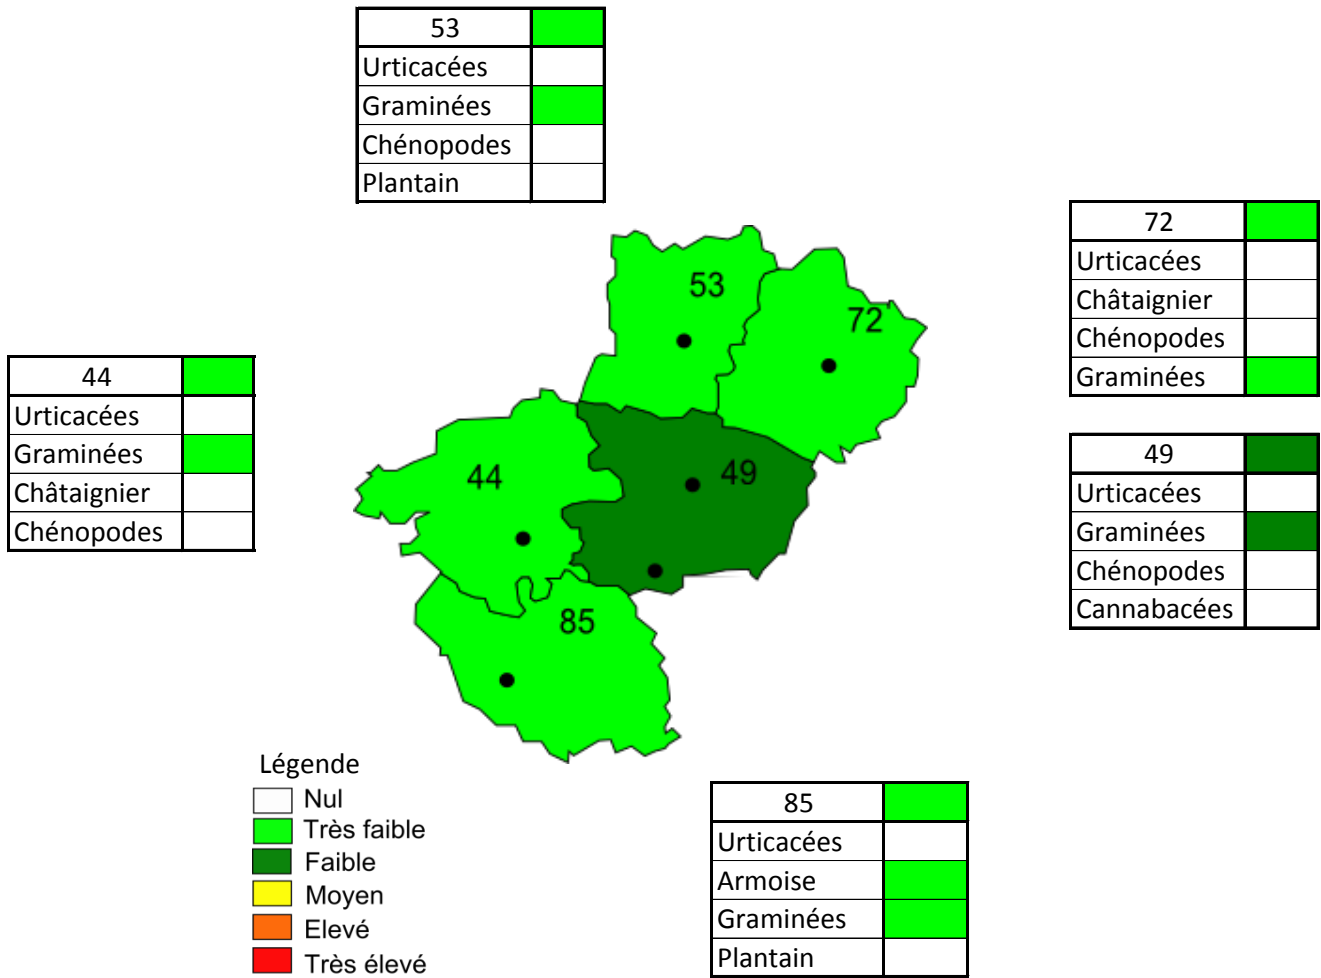 53
Urticacées
Graminées
Chénopodes
Plantain
72
Urticacées
Châtaignier
Chénopodes
Graminées
44
Urticacées
Graminées
Châtaignier
Chénopodes
49
Urticacées
Graminées
Chénopodes
Cannabacées
53
72
44
49
85
Légende
Nul
Très faible
Faible
Moyen
Elevé
Très élevé
85
Urticacées
Armoise
Graminées
Plantain